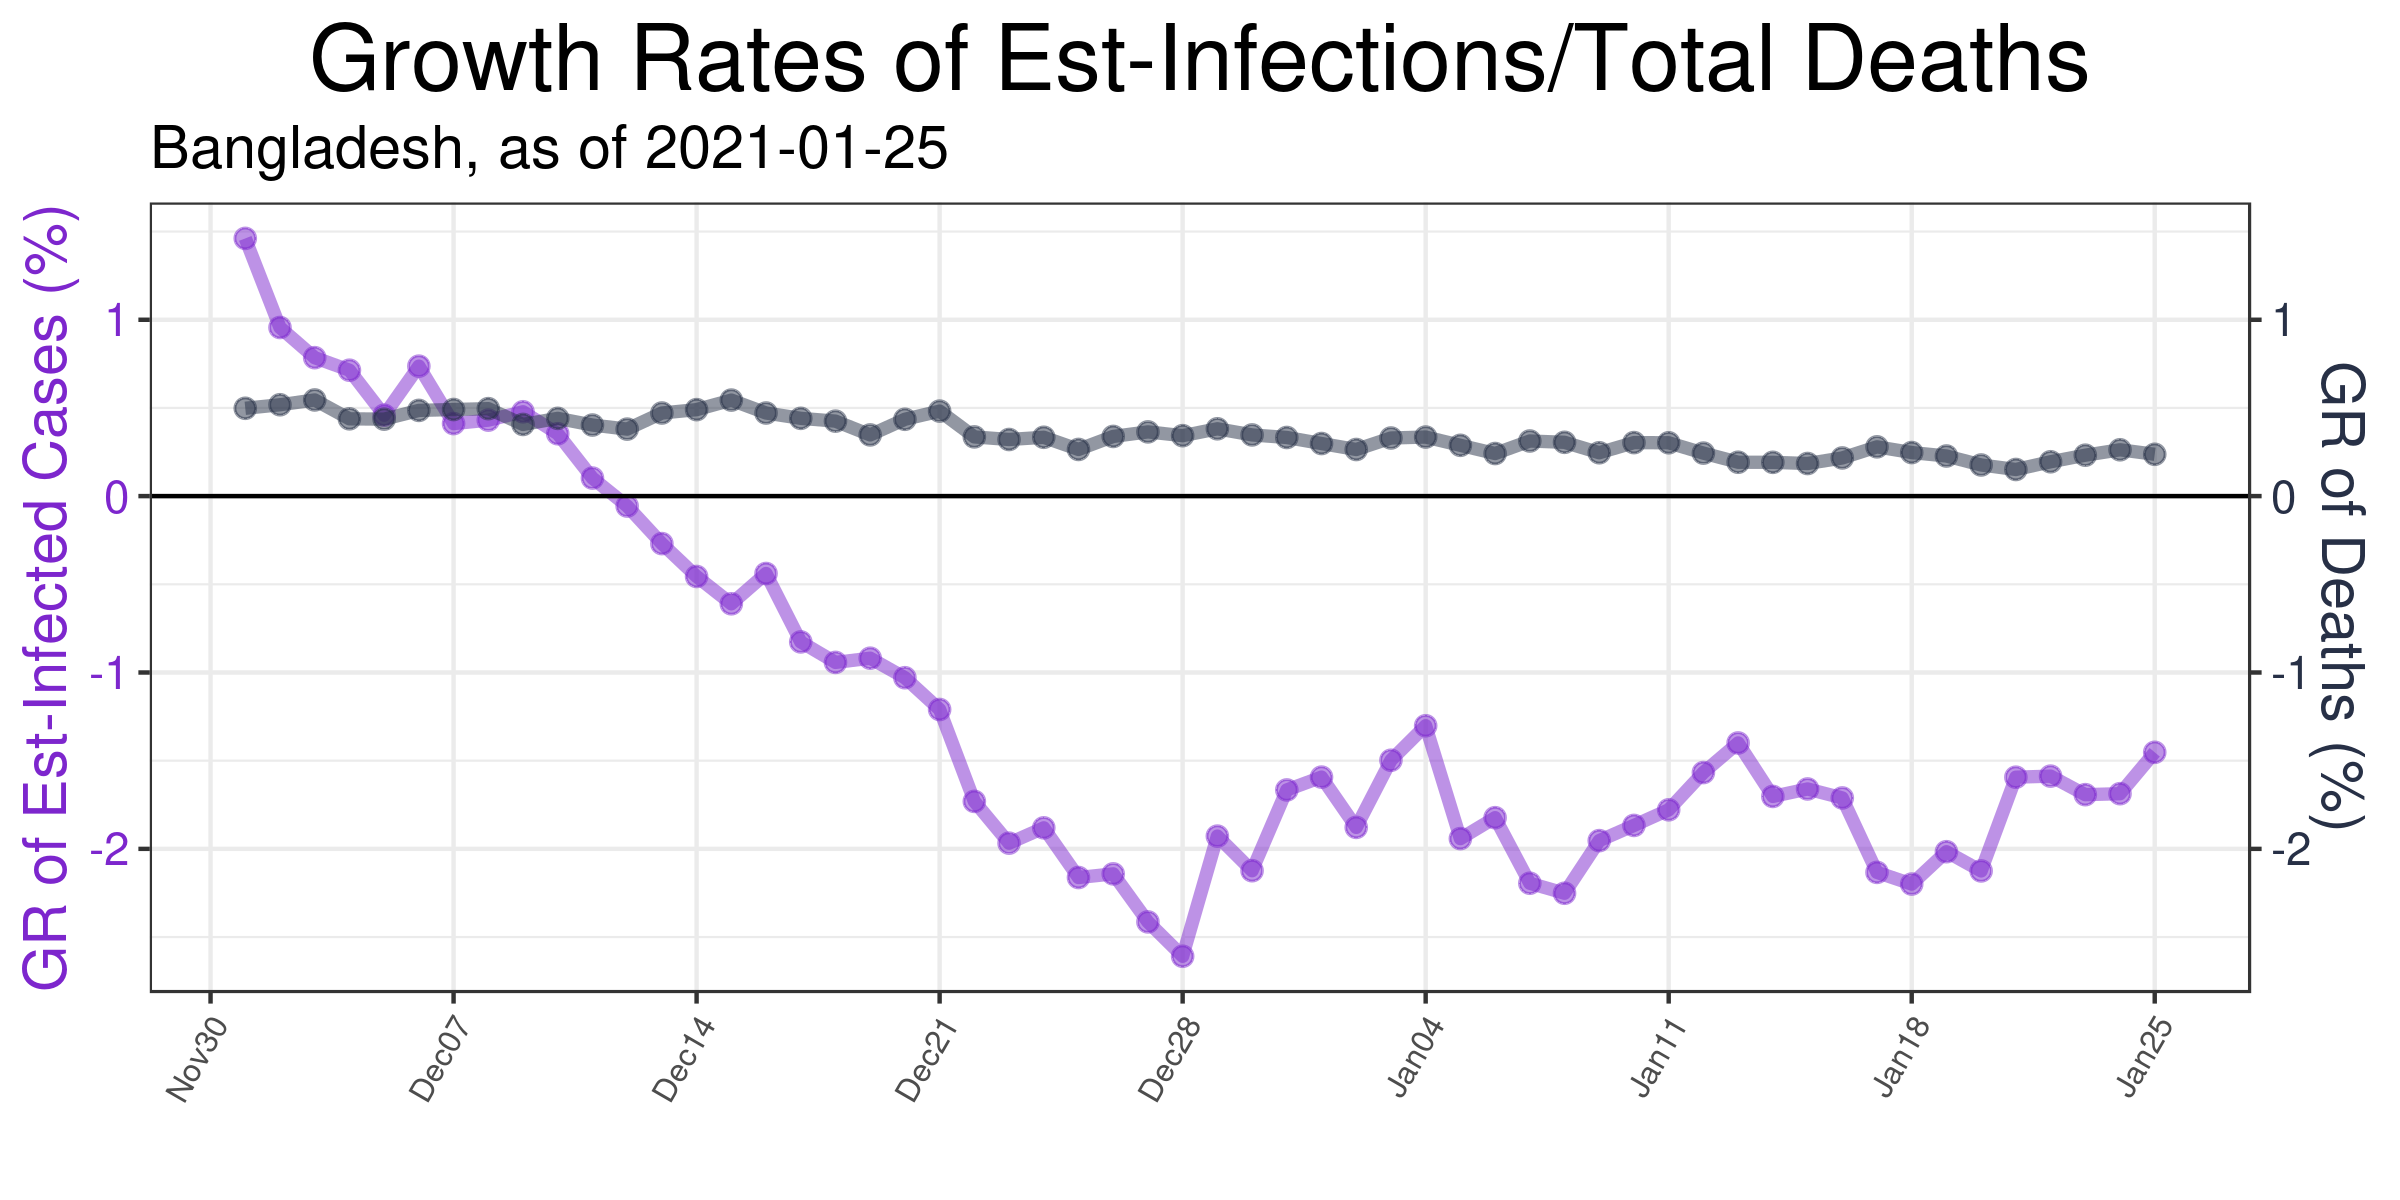 Growth Rates of Est-Infections/Total Deaths
Bangladesh, as of 2021-01-25
GR of Est-Infected Cases (%)
1
0
-1
-2
1
0
-1
-2
GR of Deaths (%)
Nov30
Dec07
Dec14
Dec21
Dec28
Jan04
Jan11
Jan18
Jan25